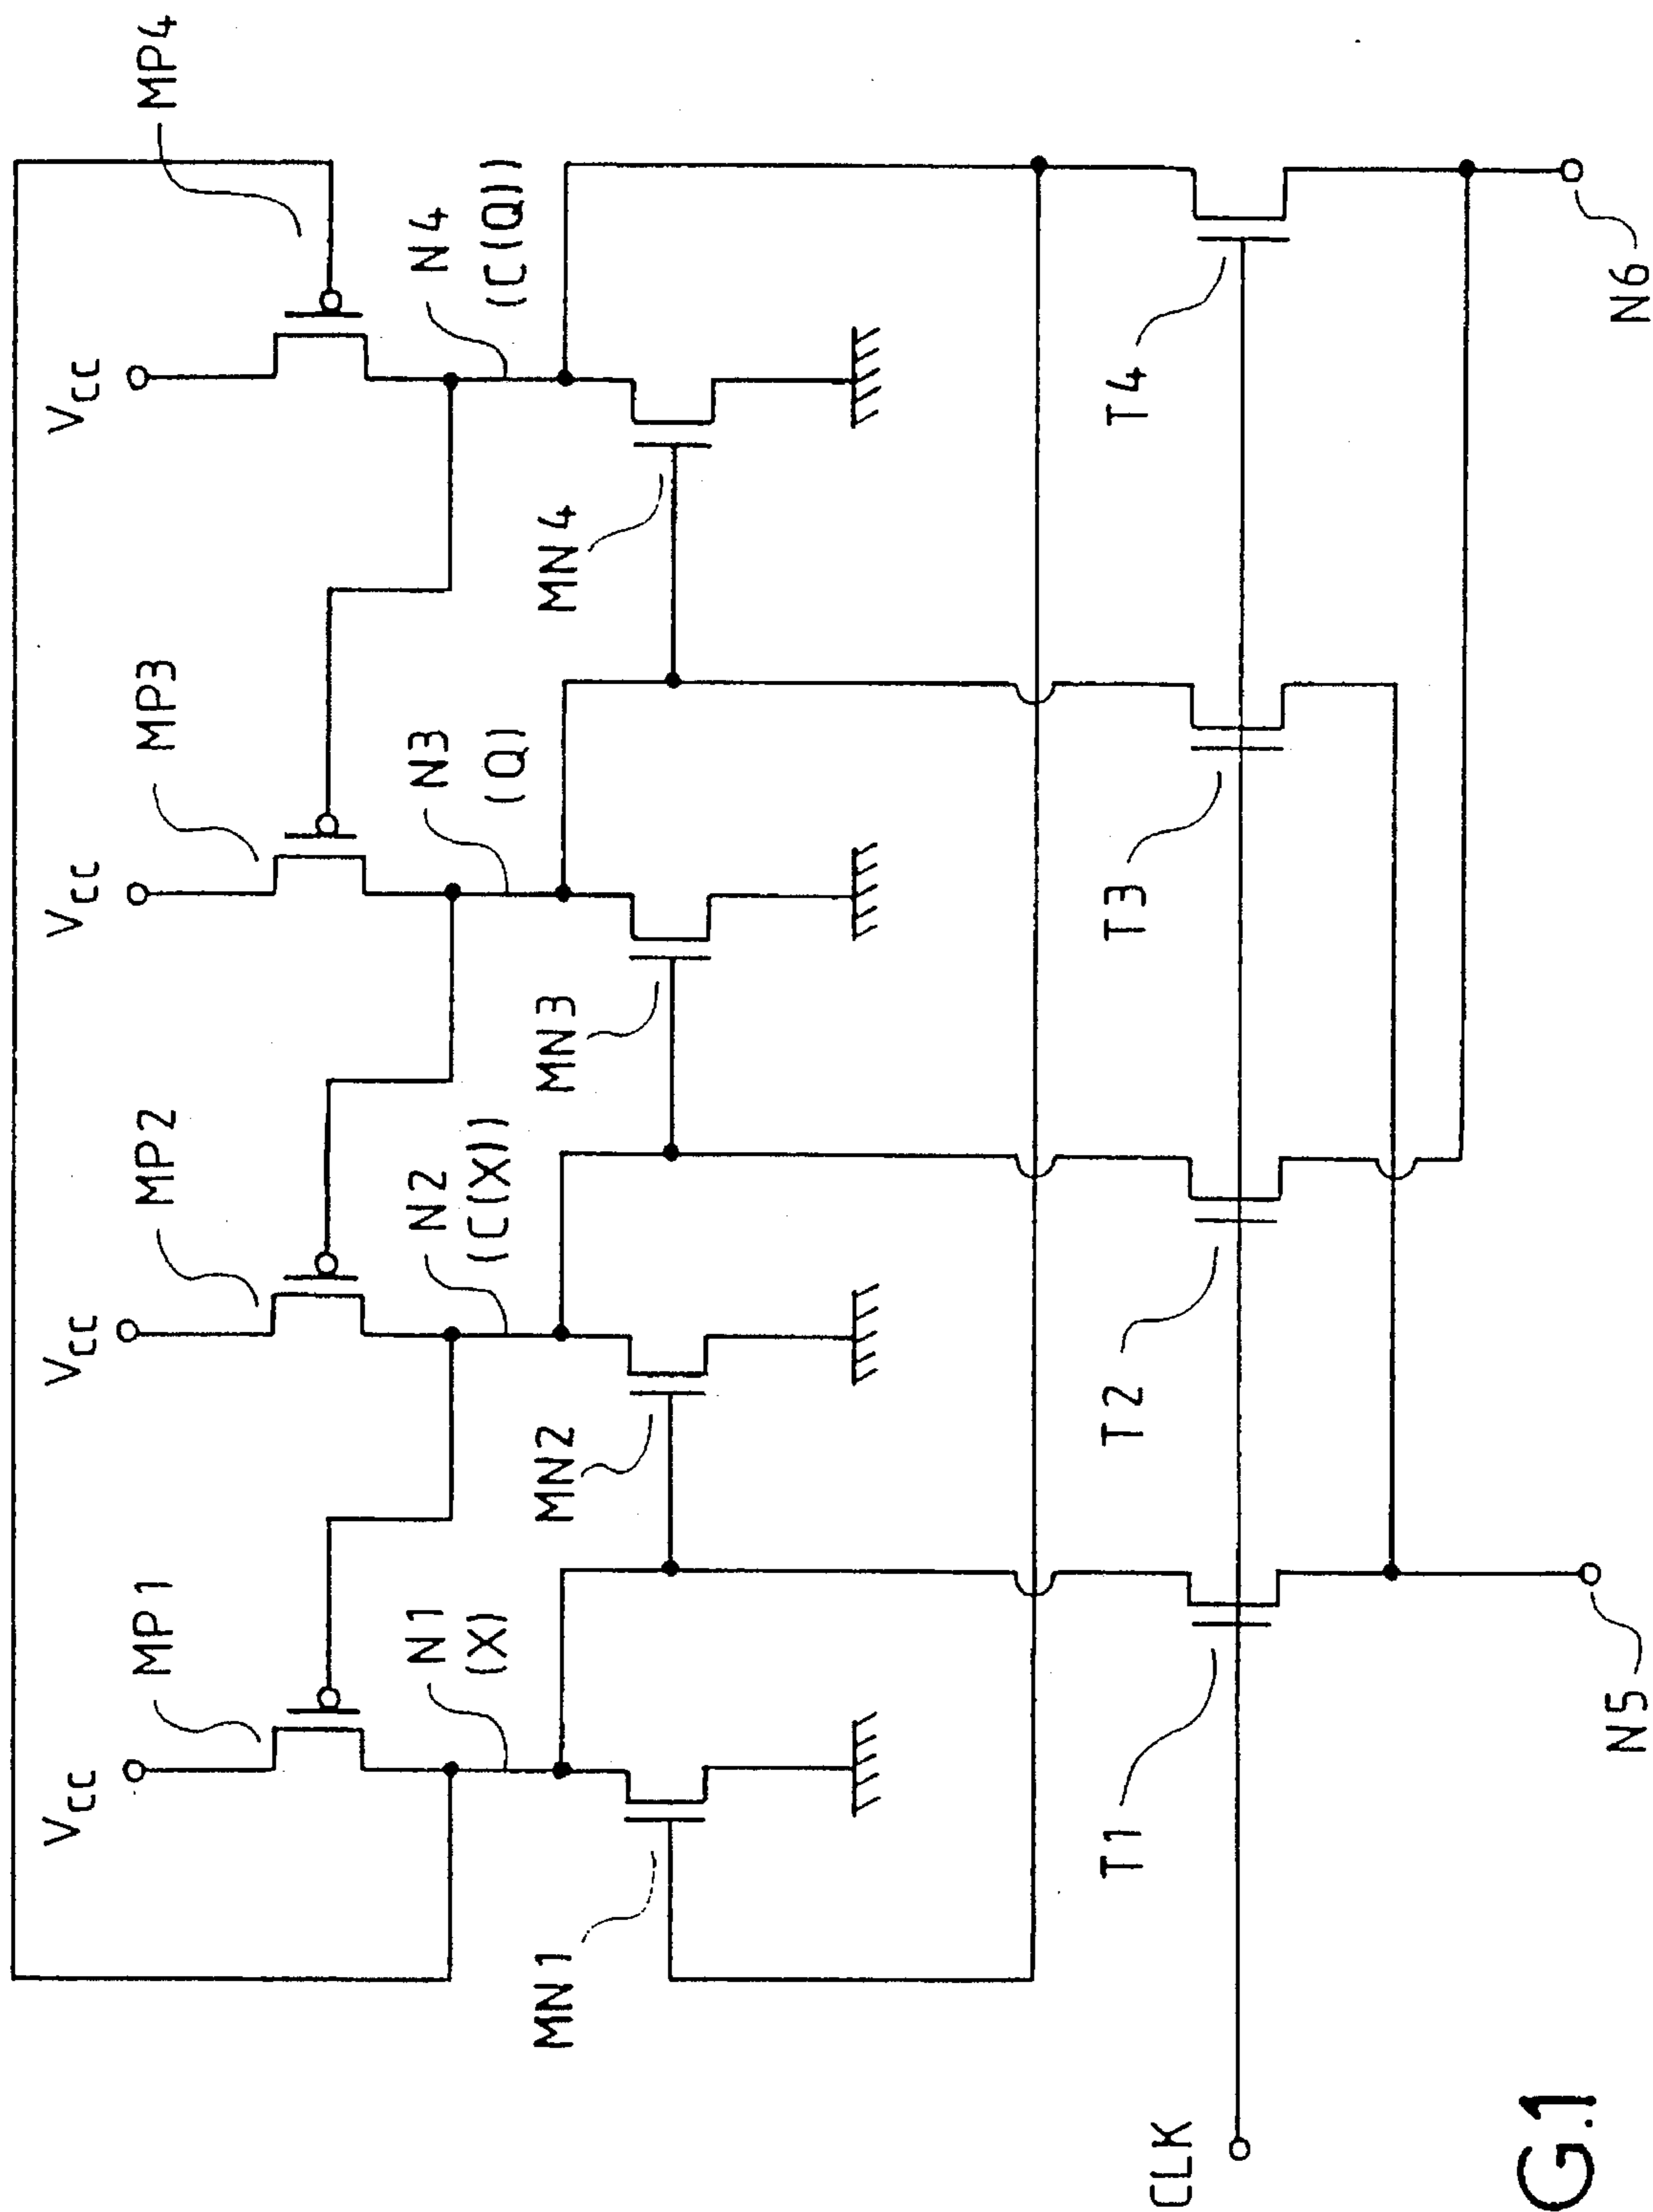 MP4
MP3
MP2
MP1
VCC
VCC
VCC
VCC
N4
(C(Q))
N3
(Q)
N2
(C(X))
N1
(X)
MN4
MN3
MN2
MN1
T4
T3
T2
T1
CLK
N6
N5
G.1